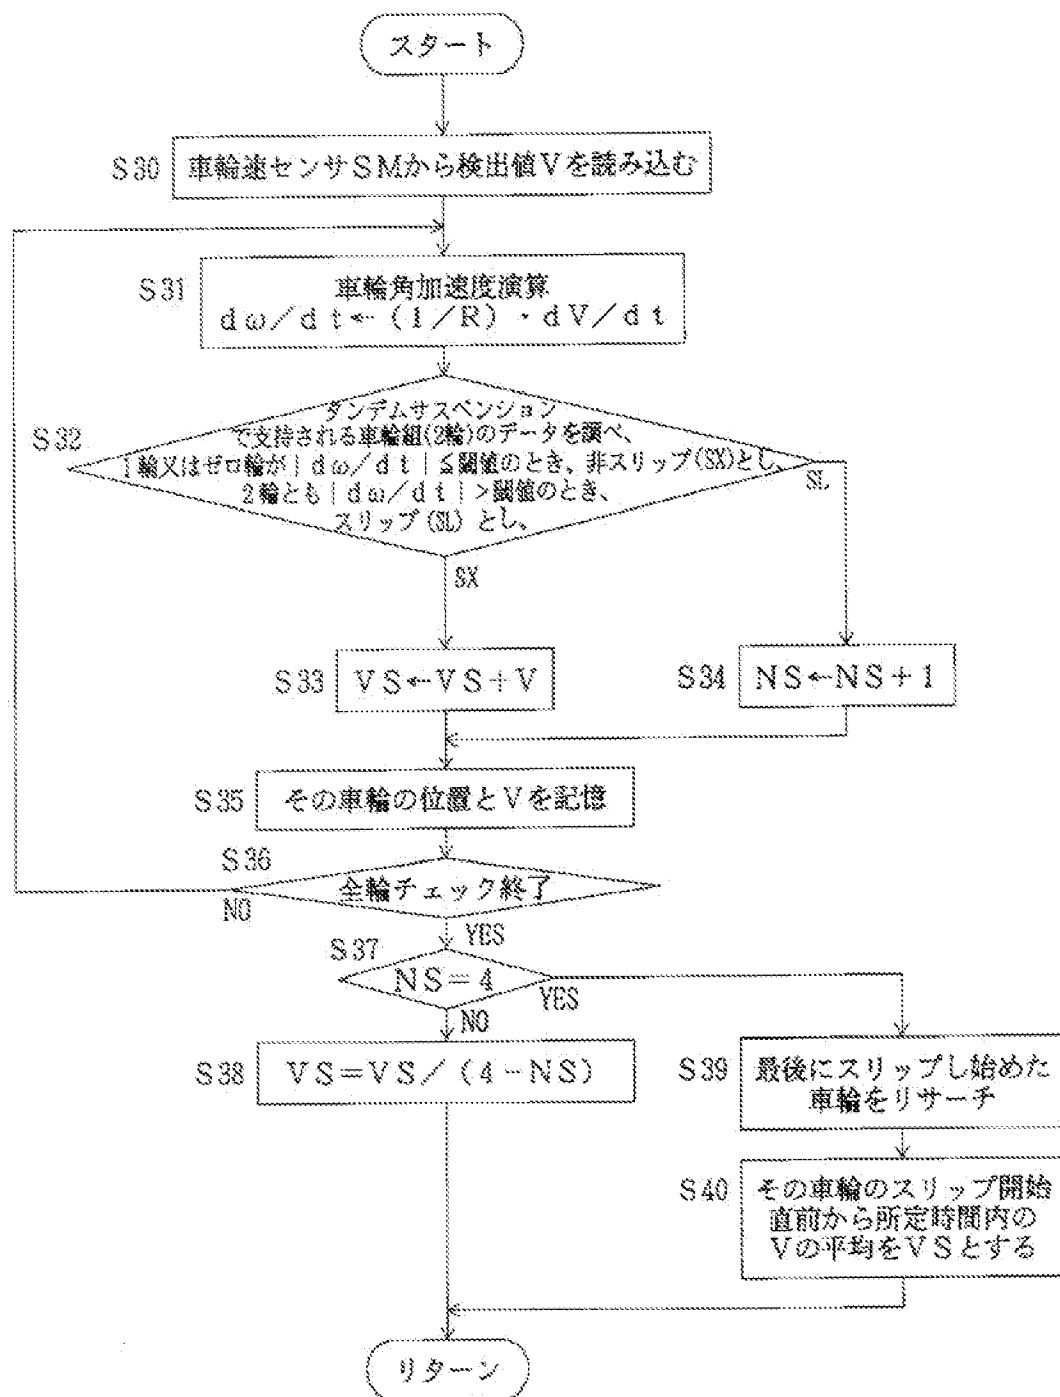 スタート
S30
車輪速センサSMから検出値Vを読み込む
S31
車輪角加速度演算
dω/dt←(1/R)・dV/dt
S32
タンデムサスペンション
で支持される車輪組(2輪)のデータを調べ、
1輪又はゼロ輪が|dω/dt|≦閾値のとき、非スリップ(SX)とし、
2輪とも|dω/dt|>閾値のとき、
スリップ(SL)とし、
SL
SX
S33
VS←VS+V
S34
NS←NS+1
S35
その車輪の位置とVを記憶
S36
全輪チェック終了
NO
YES
S37
NS=4
YES
NO
S38
VS=VS/(4-NS)
S39
最後にスリップし始めた
車輪をリサーチ
S40
その車輪のスリップ開始
直前から所定時間内の
Vの平均をVSとする
リターン